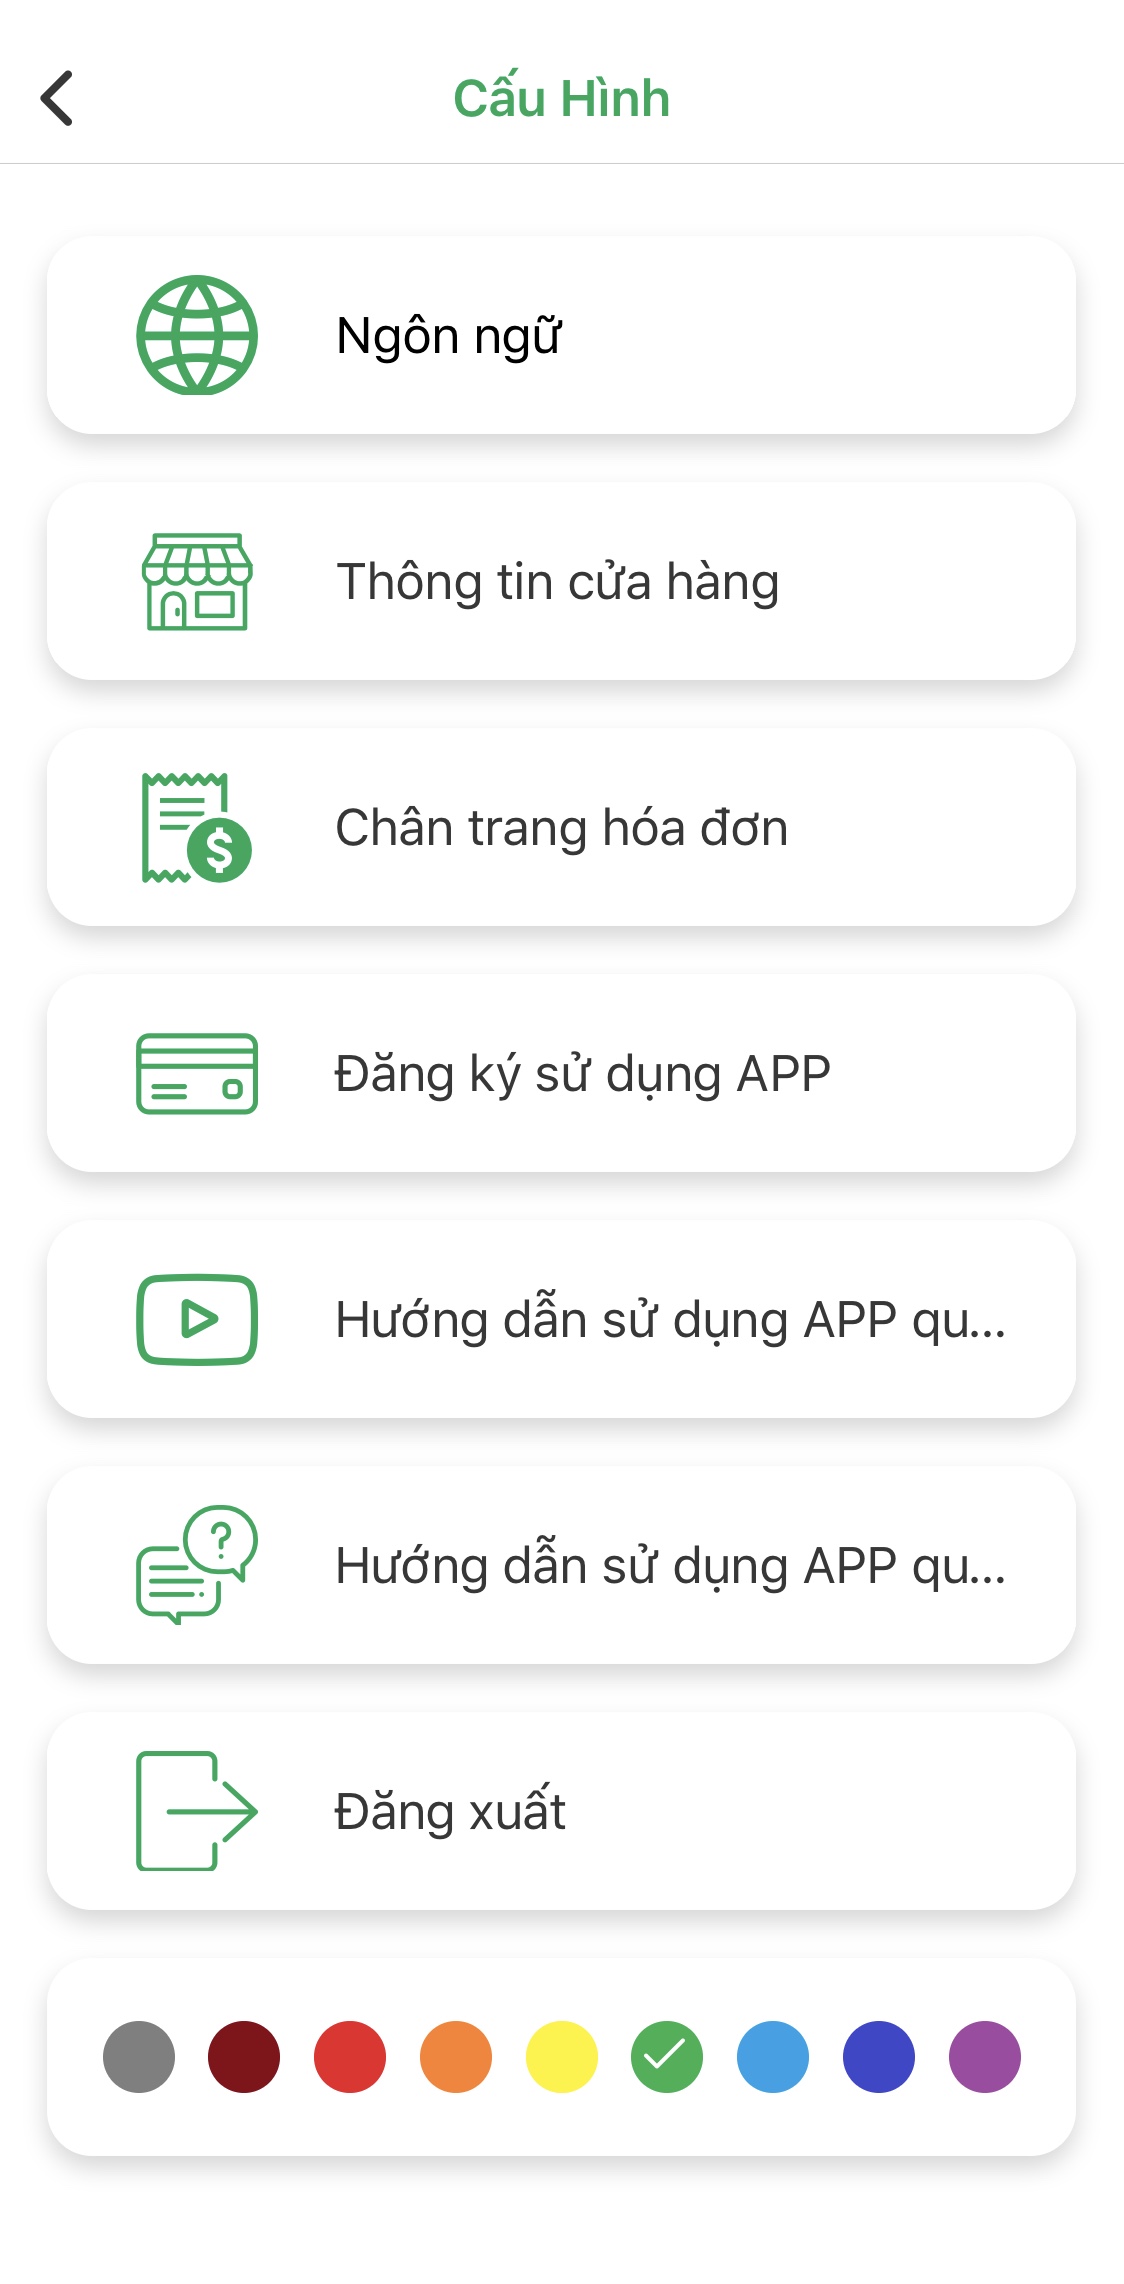 Cấu Hình
Ngôn ngữ
Thông tin cửa hàng
Chân trang hóa đơn
$
Đăng ký sử dụng APP
Hướng dẫn sử dụng APP qu...
?
Hướng dẫn sử dụng APP qu...
Đăng xuất